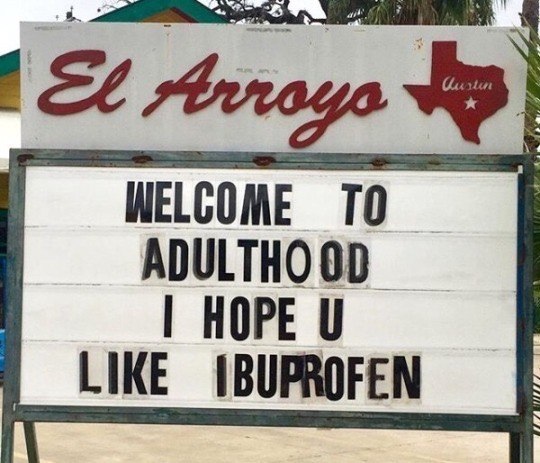 El Arroyo
Austin
WELCOME TO
ADULTHOOD
I HOPE U
LIKE IBUPROFEN